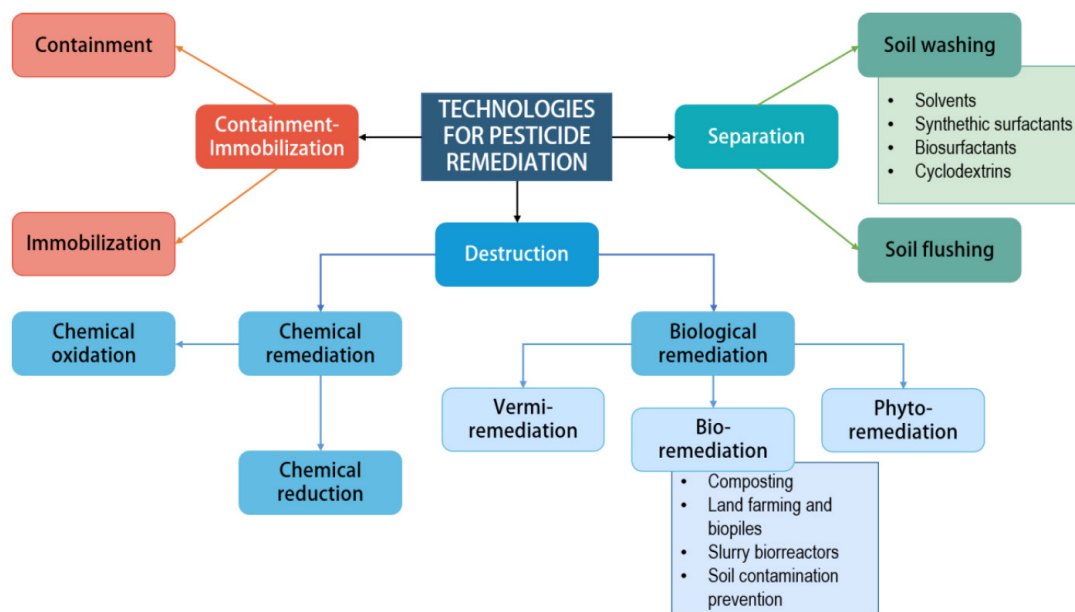 Containment
Soil washing
• Solvents
• Synthethic surfactants
• Biosurfactants
• Cyclodextrins
TECHNOLOGIES
FOR PESTICIDE
REMEDIATION
Containment-
Immobilization
Separation
Immobilization
Destruction
Soil flushing
Chemical
oxidation
Chemical
remediation
Biological
remediation
Vermi-
remediation
Bio-
remediation
Phyto-
remediation
Chemical
reduction
• Composting
• Land farming and
biopiles
• Slurry biorreactors
• Soil contamination
prevention